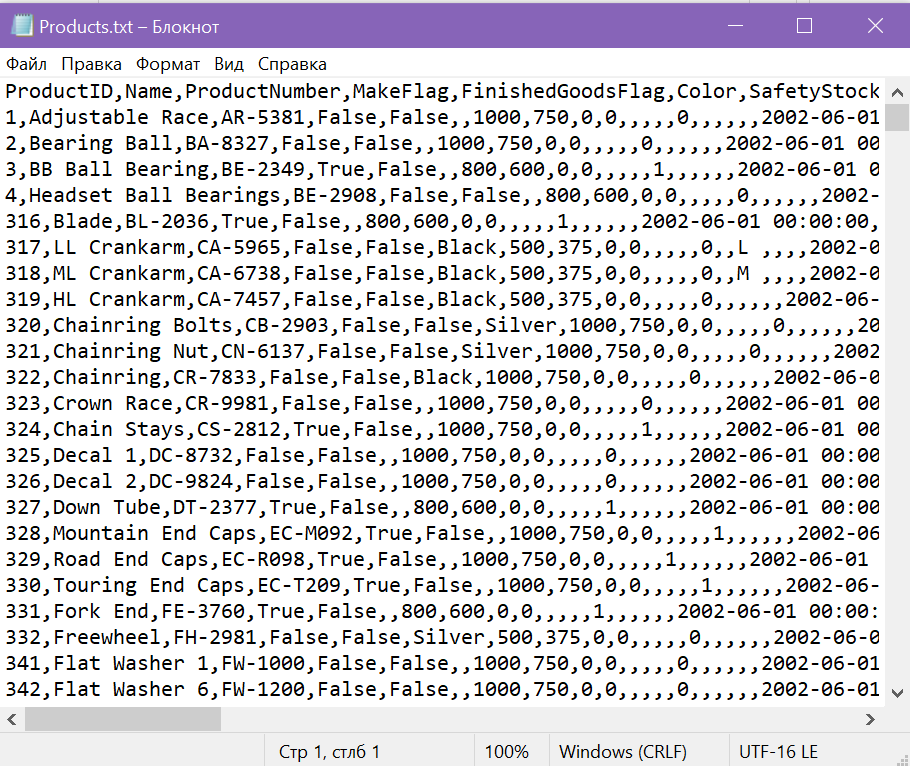 Products.txt – Блокнот
Файл Правка Формат Вид Справка
ProductID,Name,ProductNumber,MakeFlag,FinishedGoodsFlag,Color,SafetyStock
1,Adjustable Race,AR-5381,False,False,,1000,750,0,0,,,,,0,,,,,,2002-06-01
2,Bearing Ball,BA-8327,False,False,,1000,750,0,0,,,,,0,,,,,,2002-06-01 00
3,BB Ball Bearing,BE-2349,True,False,,800,600,0,0,,,,,1,,,,,,2002-06-01 0
4,Headset Ball Bearings,BE-2908,False,False,,800,600,0,0,,,,,0,,,,,,2002-
316,Blade,BL-2036,True,False,,800,600,0,0,,,,,1,,,,,,2002-06-01 00:00:00,
317,LL Crankarm,CA-5965,False,False,Black,500,375,0,0,,,,,0,,L ,,,,2002-0
318,ML Crankarm,CA-6738,False,False,Black,500,375,0,0,,,,,0,,M ,,,,2002-0
319,HL Crankarm,CA-7457,False,False,Black,500,375,0,0,,,,,0,,,,,,2002-06-
320,Chainring Bolts,CB-2903,False,False,Silver,1000,750,0,0,,,,,0,,,,,,20
321,Chainring Nut,CN-6137,False,False,Silver,1000,750,0,0,,,,,0,,,,,,2002
322,Chainring,CR-7833,False,False,Black,1000,750,0,0,,,,,0,,,,,,2002-06-0
323,Crown Race,CR-9981,False,False,,1000,750,0,0,,,,,0,,,,,,2002-06-01 00
324,Chain Stays,CS-2812,True,False,,1000,750,0,0,,,,,1,,,,,,2002-06-01 00
325,Decal 1,DC-8732,False,False,,1000,750,0,0,,,,,0,,,,,,2002-06-01 00:00
326,Decal 2,DC-9824,False,False,,1000,750,0,0,,,,,0,,,,,,2002-06-01 00:00
327,Down Tube,DT-2377,True,False,,800,600,0,0,,,,,1,,,,,,2002-06-01 00:00
328,Mountain End Caps,EC-M092,True,False,,1000,750,0,0,,,,,1,,,,,,2002-06
329,Road End Caps,EC-R098,True,False,,1000,750,0,0,,,,,1,,,,,,2002-06-01
330,Touring End Caps,EC-T209,True,False,,1000,750,0,0,,,,,1,,,,,,2002-06-
331,Fork End,FE-3760,True,False,,800,600,0,0,,,,,1,,,,,,2002-06-01 00:00:
332,Freewheel,FH-2981,False,False,Silver,500,375,0,0,,,,,0,,,,,,2002-06-0
341,Flat Washer 1,FW-1000,False,False,,1000,750,0,0,,,,,0,,,,,,2002-06-01
342,Flat Washer 6,FW-1200,False,False,,1000,750,0,0,,,,,0,,,,,,2002-06-01
Стр 1, стлб 1 100% Windows (CRLF) UTF-16 LE